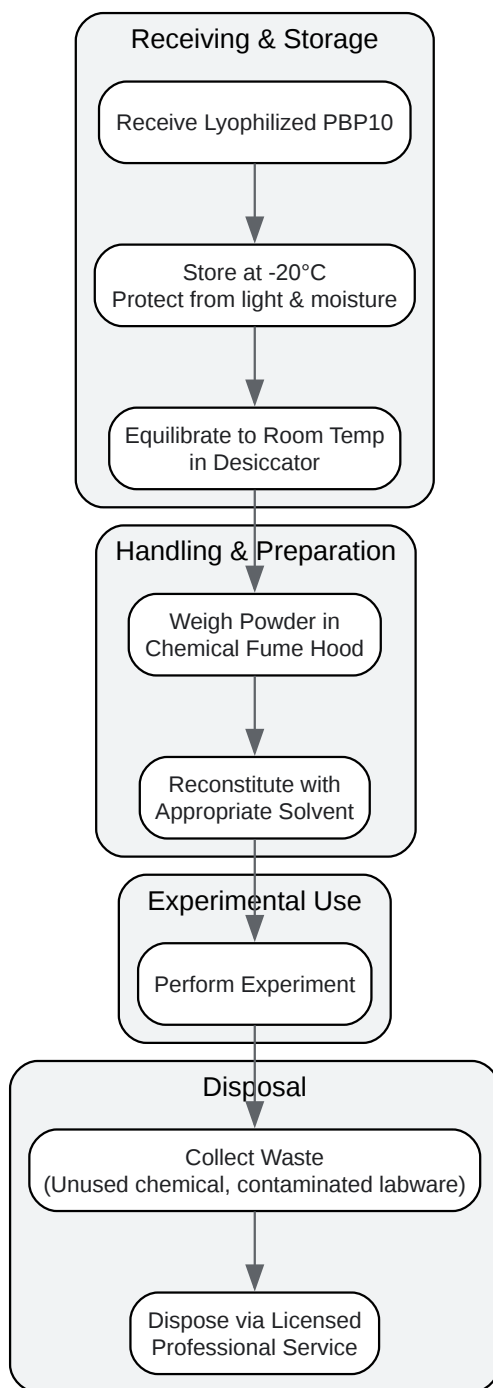 Receiving & Storage
Receive Lyophilized PBP10
Store at -20°C
Protect from light & moisture
Equilibrate to Room Temp
in Desiccator
Handling & Preparation
Weigh Powder in
Chemical Fume Hood
Reconstitute with
Appropriate Solvent
Experimental Use
Perform Experiment
Disposal
Collect Waste
(Unused chemical, contaminated labware)
Dispose via Licensed
Professional Service